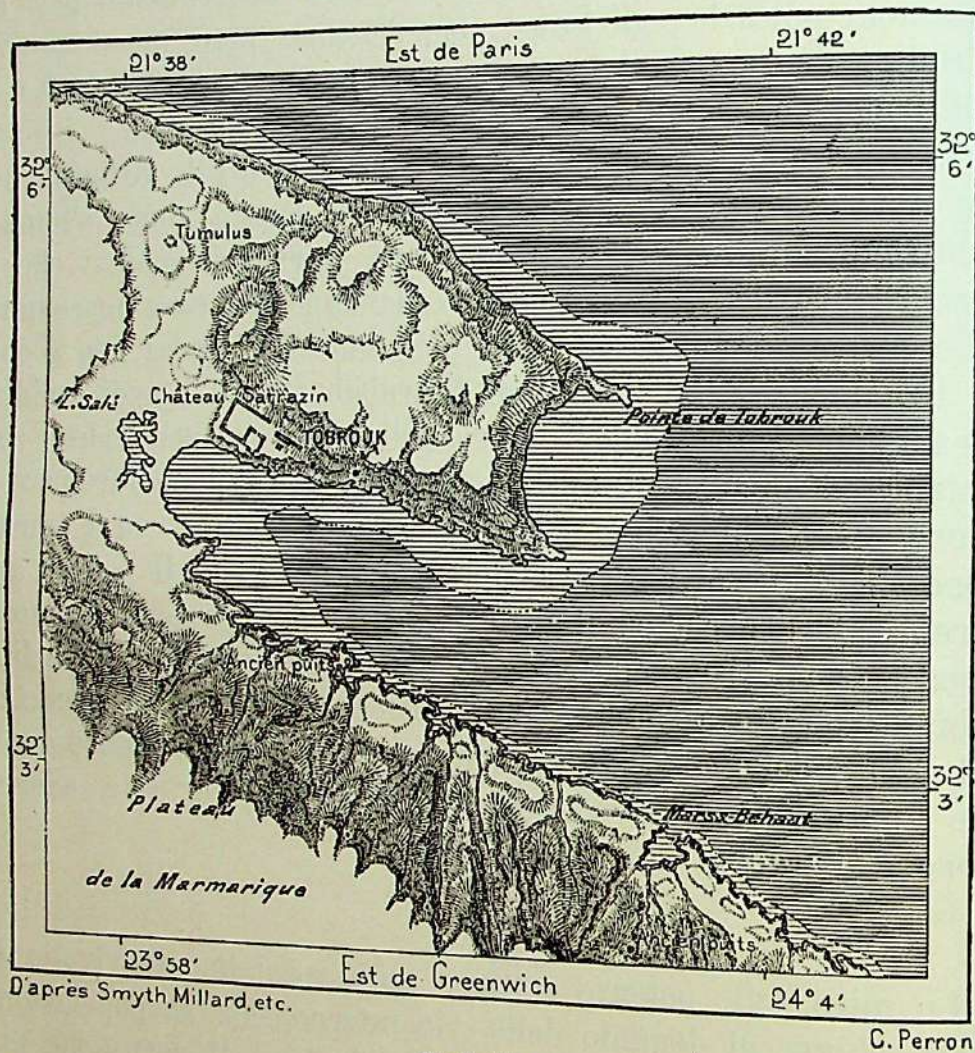 Est de Paris
21°38'
21°42'
32°
6'
32°
6'
Tumulus
L. Salé
Château Sarrazin
TOBROUK
Pointe de Tobrouk
Ancien puits
32°
3'
32°
3'
Plateau
de la Marmarique
Marsa Behaat
Ancien puits
23°58'
Est de Greenwich
24°4'
D'après Smyth, Millard, etc.
C. Perron